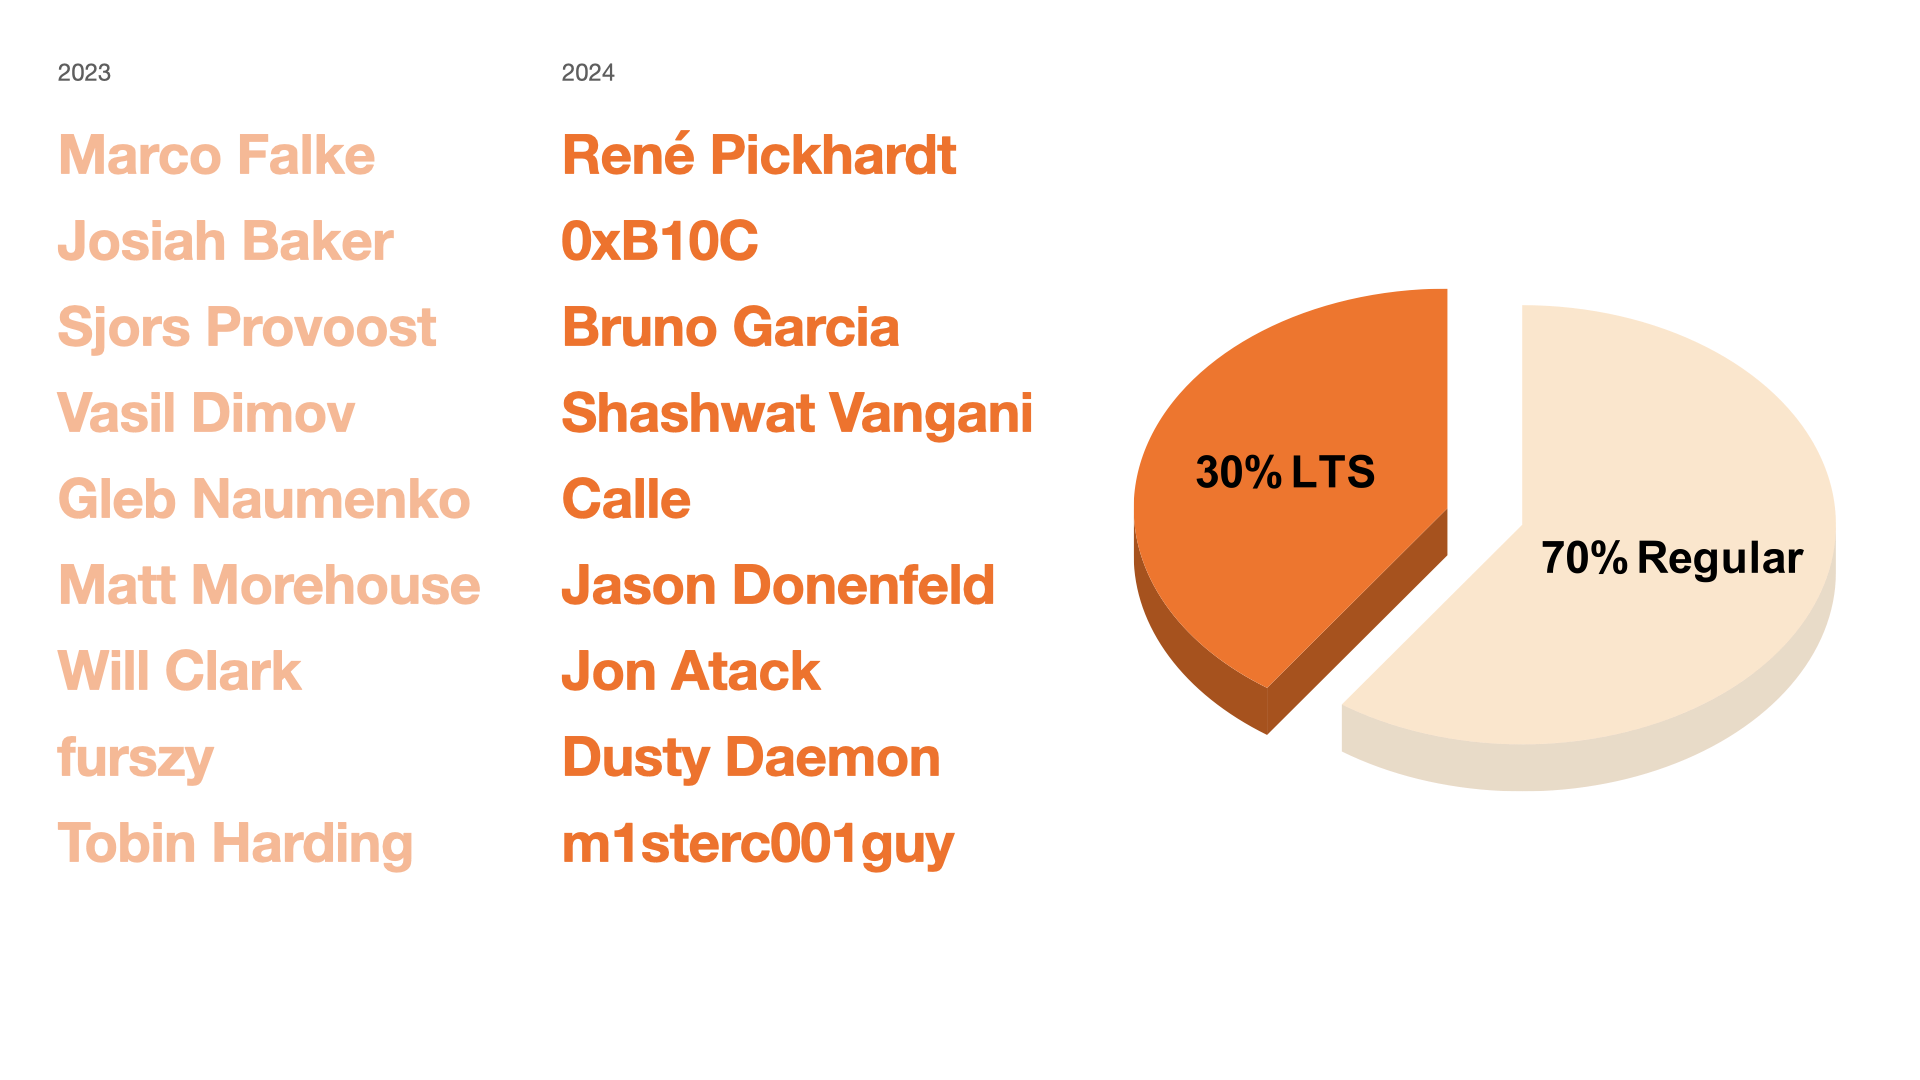 2023
Marco Falke
Josiah Baker
Sjors Provoost
Vasil Dimov
Gleb Naumenko
Matt Morehouse
Will Clark
furszy
Tobin Harding
2024
René Pickhardt
0xB10C
Bruno Garcia
Shashwat Vangani
Calle
Jason Donenfeld
Jon Atack
Dusty Daemon
m1sterc001guy
30% LTS
70% Regular